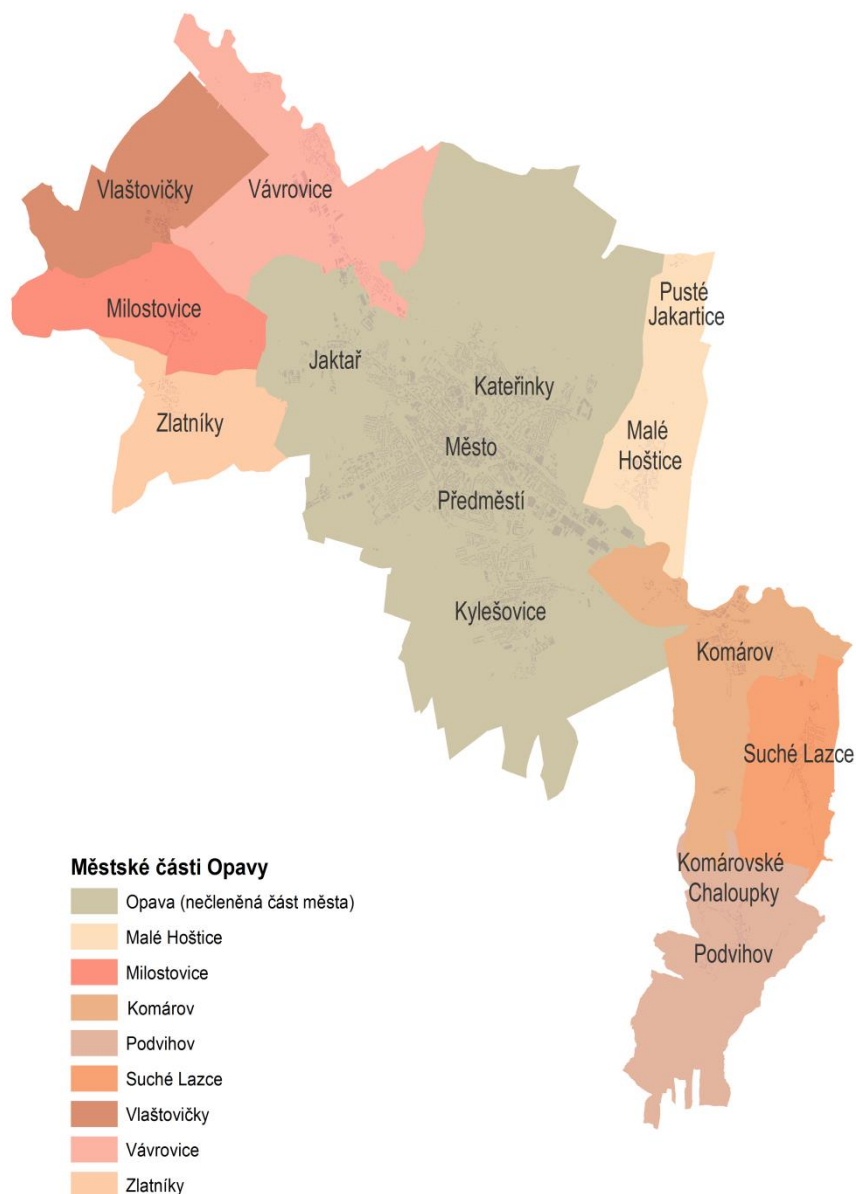 Vlaštovičky
Vávrovice
Milostovice
Pusté
Jakartice
Jaktař
Kateřinky
Zlatníky
Město
Malé
Hoštice
Předměstí
Kylešovice
Komárov
Suché Lazce
Komárovské
Chaloupky
Podvihov
Městské části Opavy
Opava (nečleněná část města)
Malé Hoštice
Milostovice
Komárov
Podvihov
Suché Lazce
Vlaštovičky
Vávrovice
Zlatníky